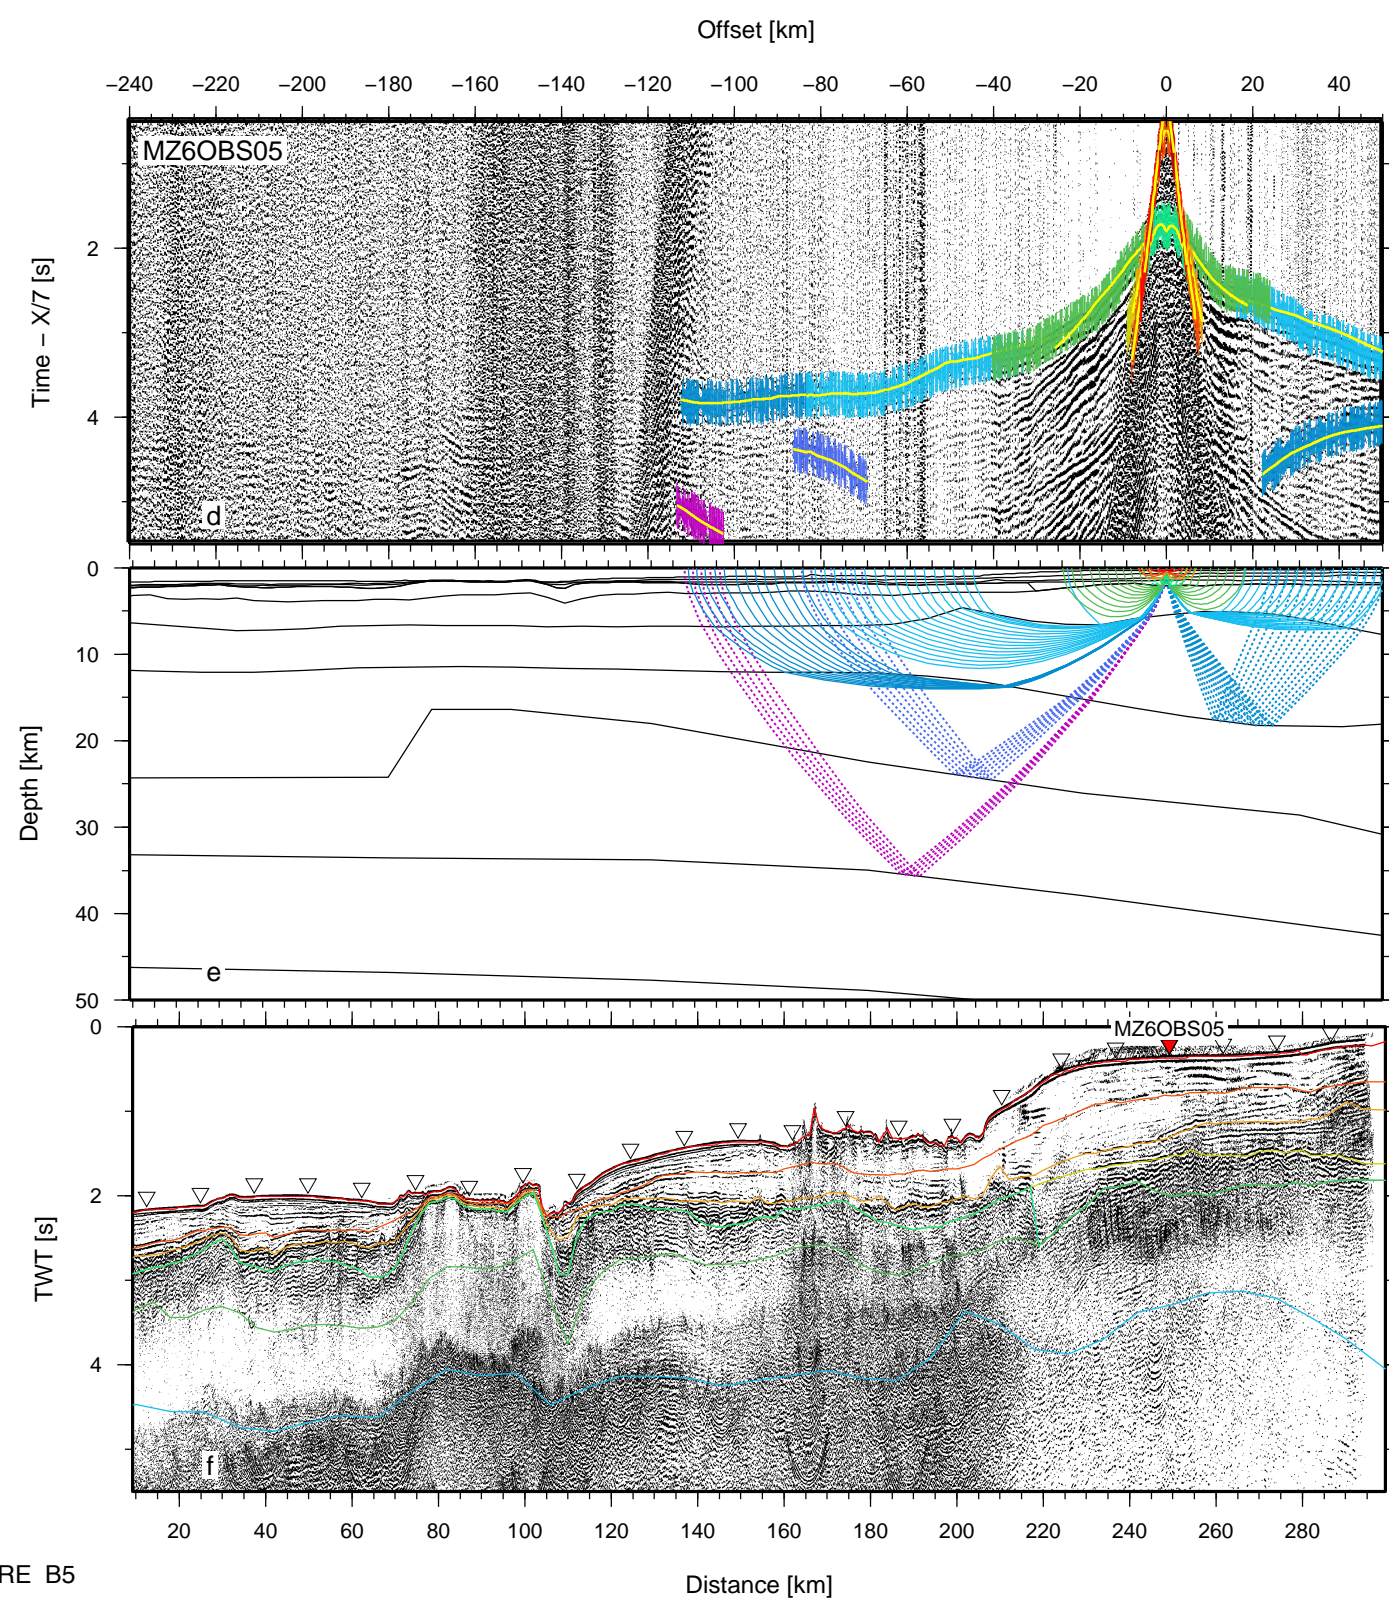 Offset [km]
−240 −220 −200 −180 −160 −140 −120 −100 −80 −60 −40 −20 0 20 40
MZ6OBS05
2
4
Time − X/7 [s]
d
0
10
20
30
40
50
Depth [km]
e
0
2
4
TWT [s]
MZ6OBS05
f
20 40 60 80 100 120 140 160 180 200 220 240 260 280
Distance [km]
RE B5